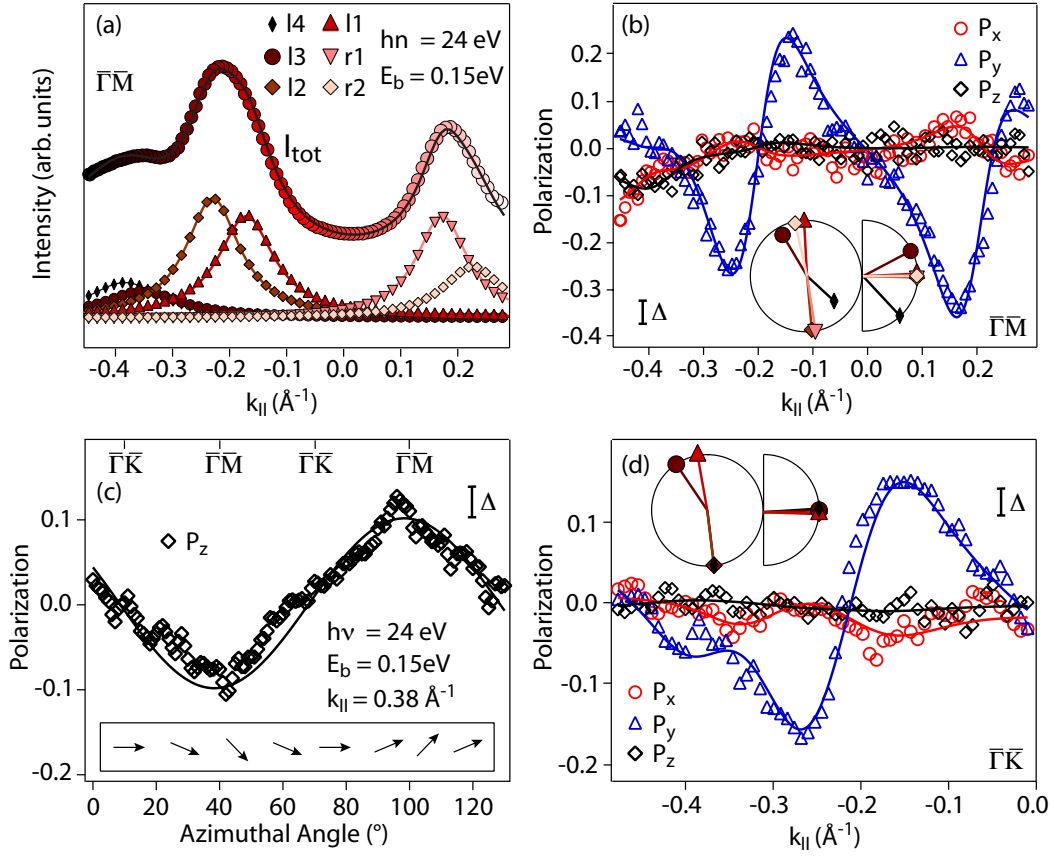 (a)
l4 l1
l3 r1
l2 r2
hn = 24 eV
E_b = 0.15eV
Γ̄M̄
I_tot
Intensity (arb. units)
-0.4 -0.3 -0.2 -0.1 0.0 0.1 0.2
k_|| (Å⁻¹)
(b)
P_x
P_y
P_z
Polarization
0.2
0.1
0.0
-0.1
-0.2
-0.3
-0.4
Δ
Γ̄M̄
-0.4 -0.3 -0.2 -0.1 0.0 0.1 0.2
k_|| (Å⁻¹)
(c)
Γ̄K̄ Γ̄M̄ Γ̄K̄ Γ̄M̄
Δ
P_z
Polarization
0.1
0.0
-0.1
-0.2
hν = 24 eV
E_b = 0.15eV
k_|| = 0.38 Å⁻¹
0 20 40 60 80 100 120
Azimuthal Angle (°)
(d)
Δ
Polarization
0.1
0.0
-0.1
-0.2
P_x
P_y
P_z
Γ̄K̄
-0.4 -0.3 -0.2 -0.1 0.0
k_|| (Å⁻¹)